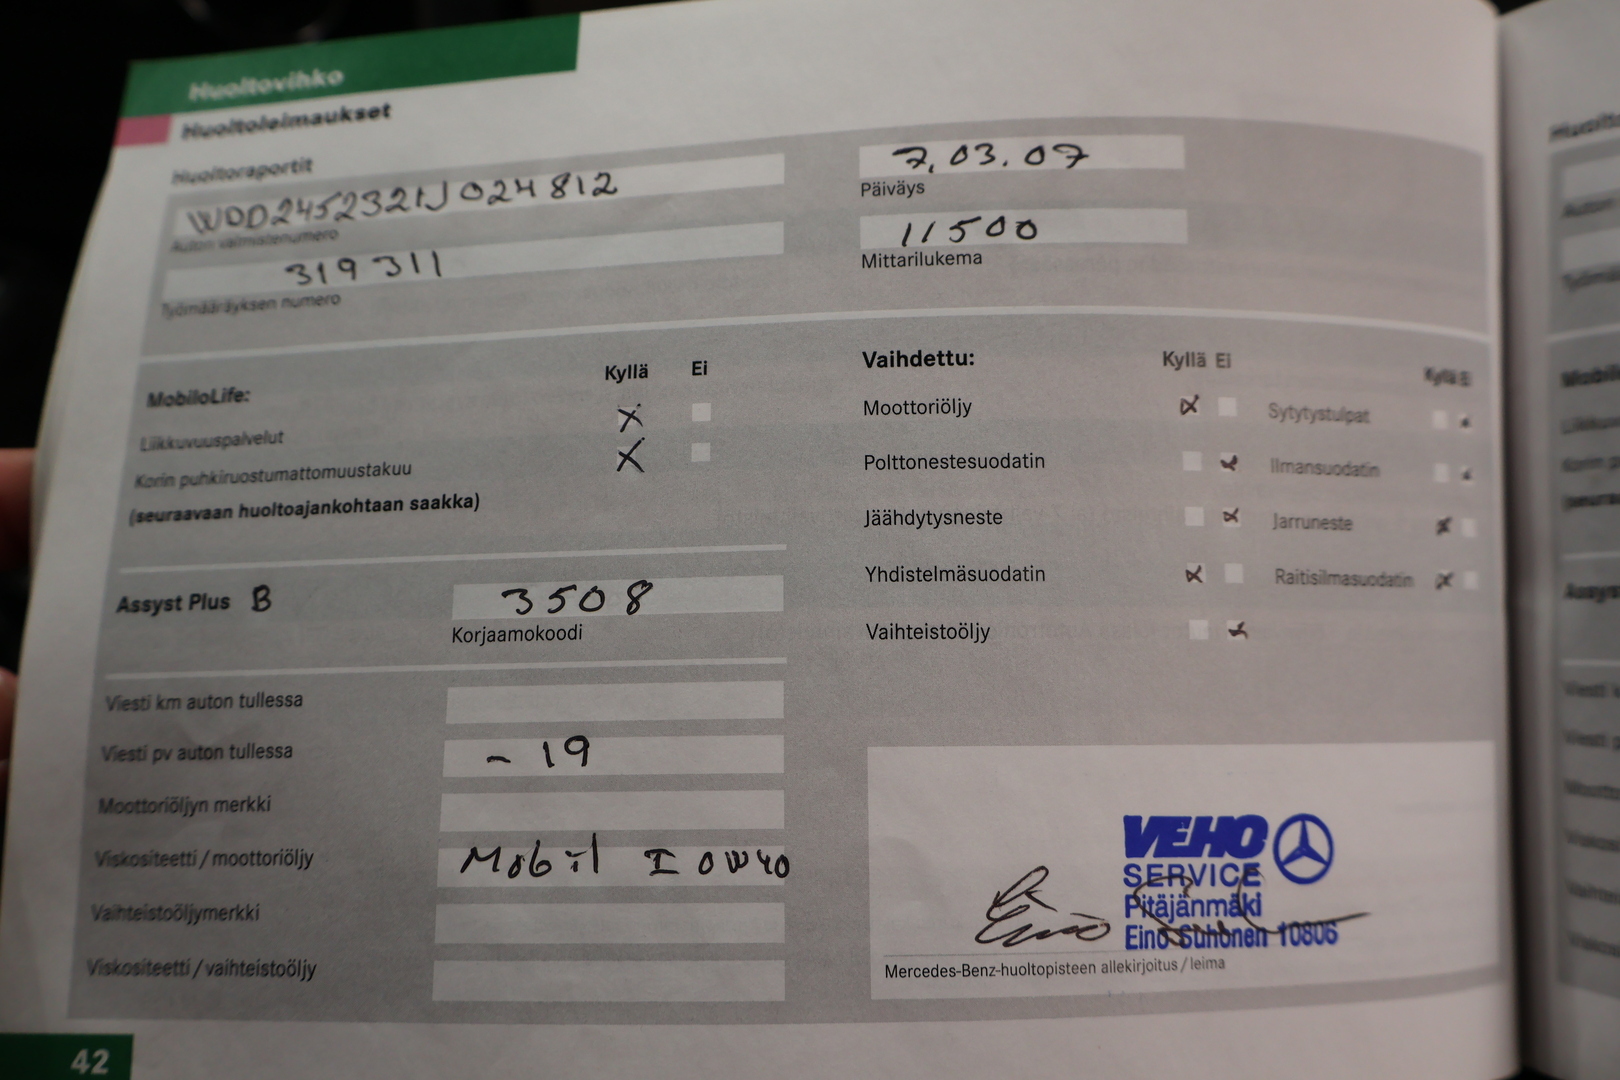 Huoltovihko
Huoltoleimaukset
Huoltoraportit
WDD2452321J024812
Auton valmistenumero
319311
Työmääräyksen numero
7.03.07
Päiväys
11500
Mittarilukema
MobiloLife:
Kyllä Ei
Liikkuvuuspalvelut
Korin puhkiruostumattomuustakuu
(seuraavaan huoltoajankohtaan saakka)
Assyst Plus B
3508
Korjaamokoodi
Viesti km auton tullessa
Viesti pv auton tullessa
- 19
Moottoriöljyn merkki
Viskositeetti / moottoriöljy
Mobil I 0W40
Vaihteistoöljymerkki
Viskositeetti / vaihteistoöljy
Vaihdettu:
Kyllä Ei
Kyllä Ei
Moottoriöljy
Sytytystulpat
Polttonestesuodatin
Ilmansuodatin
Jäähdytysneste
Jarruneste
Yhdistelmäsuodatin
Raitisilmasuodatin
Vaihteistoöljy
VEHO
SERVICE
Pitäjänmäki
Eino Suhonen 10806
Mercedes-Benz-huoltopisteen allekirjoitus / leima
42